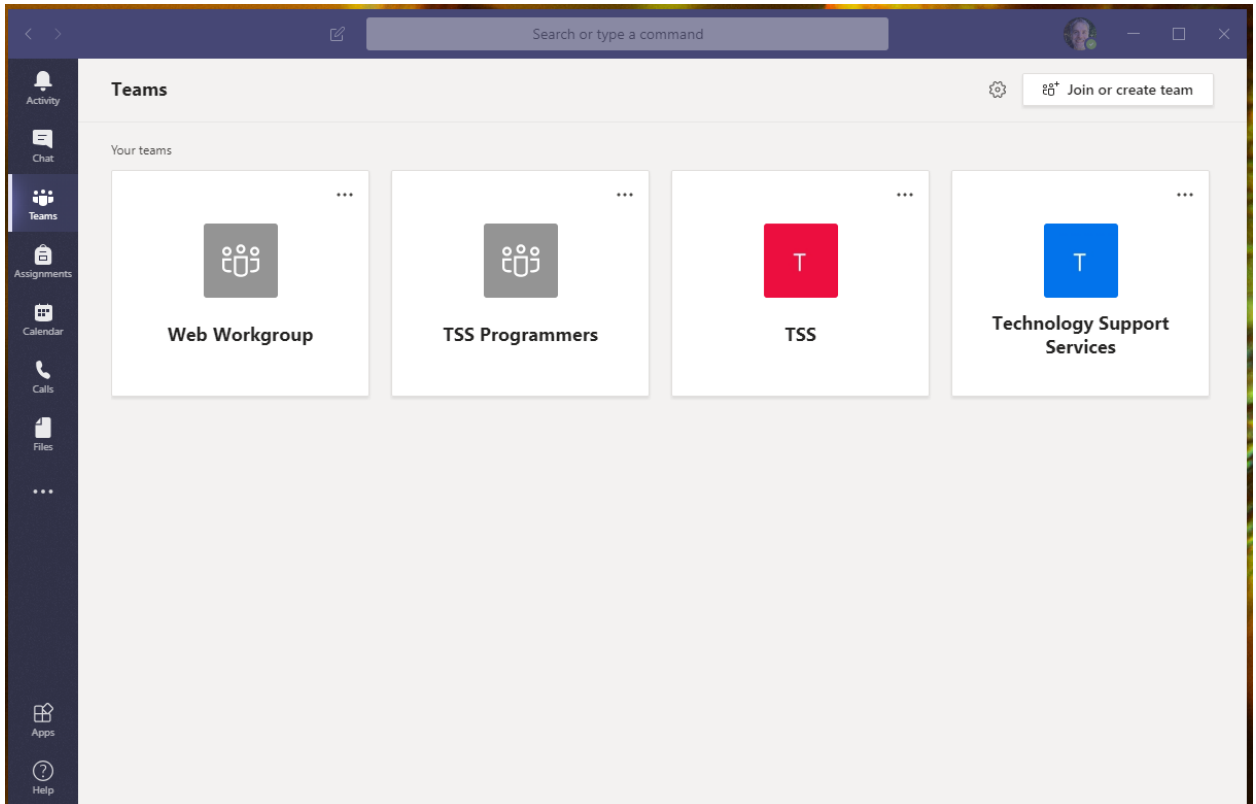 Search or type a command
Activity
Chat
Teams
Assignments
Calendar
Calls
Files
Apps
Help
Teams
Join or create team
Your teams
Web Workgroup
TSS Programmers
T
TSS
T
Technology Support
Services